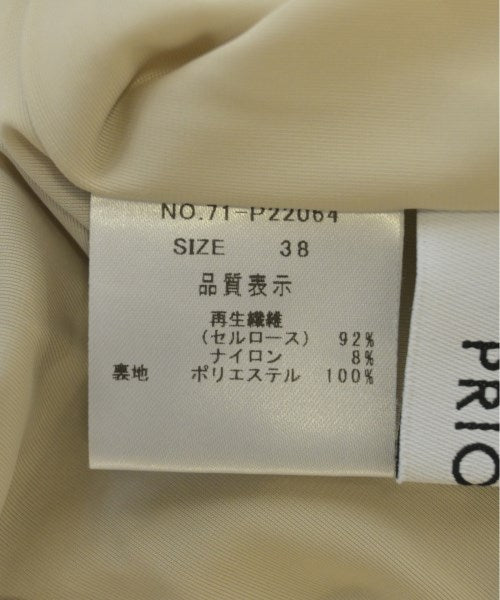 NO.71-P22064
SIZE 38
品質表示
再生繊維
(セルロース) 92%
ナイロン 8%
裏地 ポリエステル 100%
PRIO